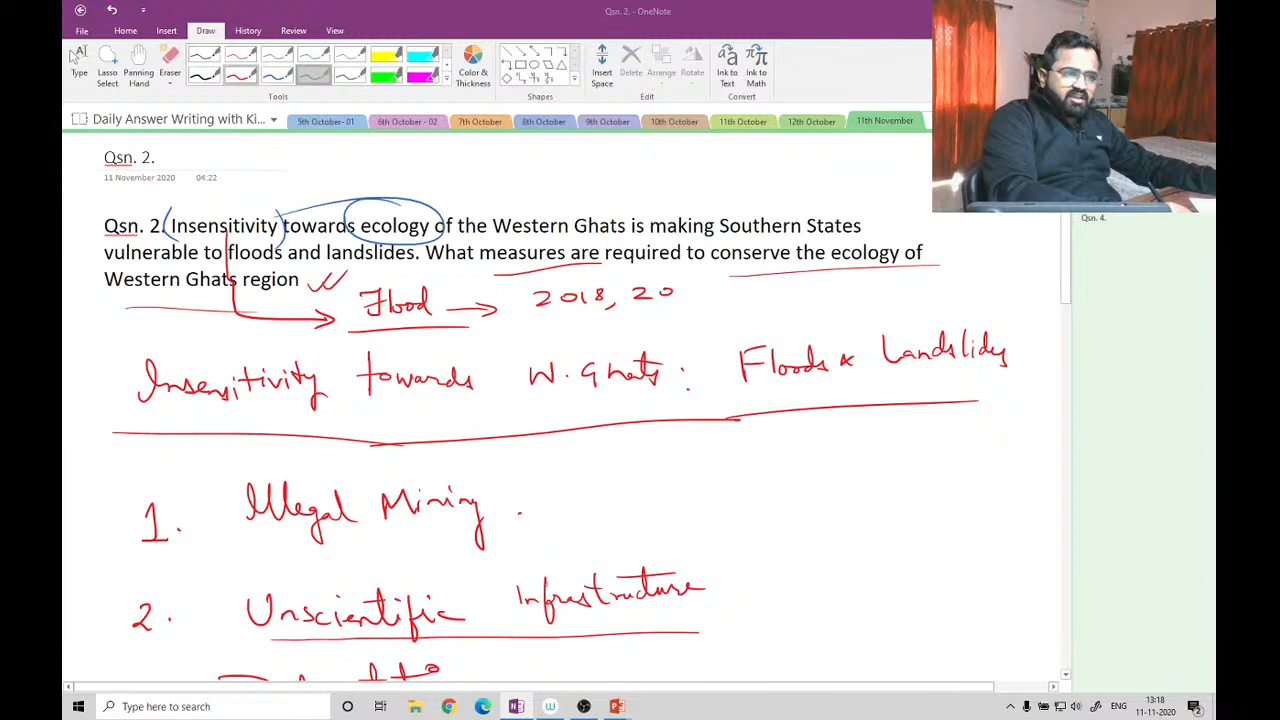 Qsn. 2. - OneNote
File Home Insert Draw History Review View
Type Lasso Select Panning Hand Eraser Color & Thickness Insert Space Delete Arrange Rotate Ink to Text Ink to Math
Tools Shapes Edit Convert
Daily Answer Writing with Ki... 5th October- 01 6th October - 02 7th October 8th October 9th October 10th October 11th October 12th October 11th November
Qsn. 2.
11 November 2020 04:22
Qsn. 4.
Qsn. 2. Insensitivity towards ecology of the Western Ghats is making Southern States
vulnerable to floods and landslides. What measures are required to conserve the ecology of
Western Ghats region
Flood → 2018, 20
Insensitivity towards W. Ghats: Floods & Landslides
1. Illegal Mining.
2. Unscientific Infrastructure
Type here to search
ENG 13:18
11-11-2020
2